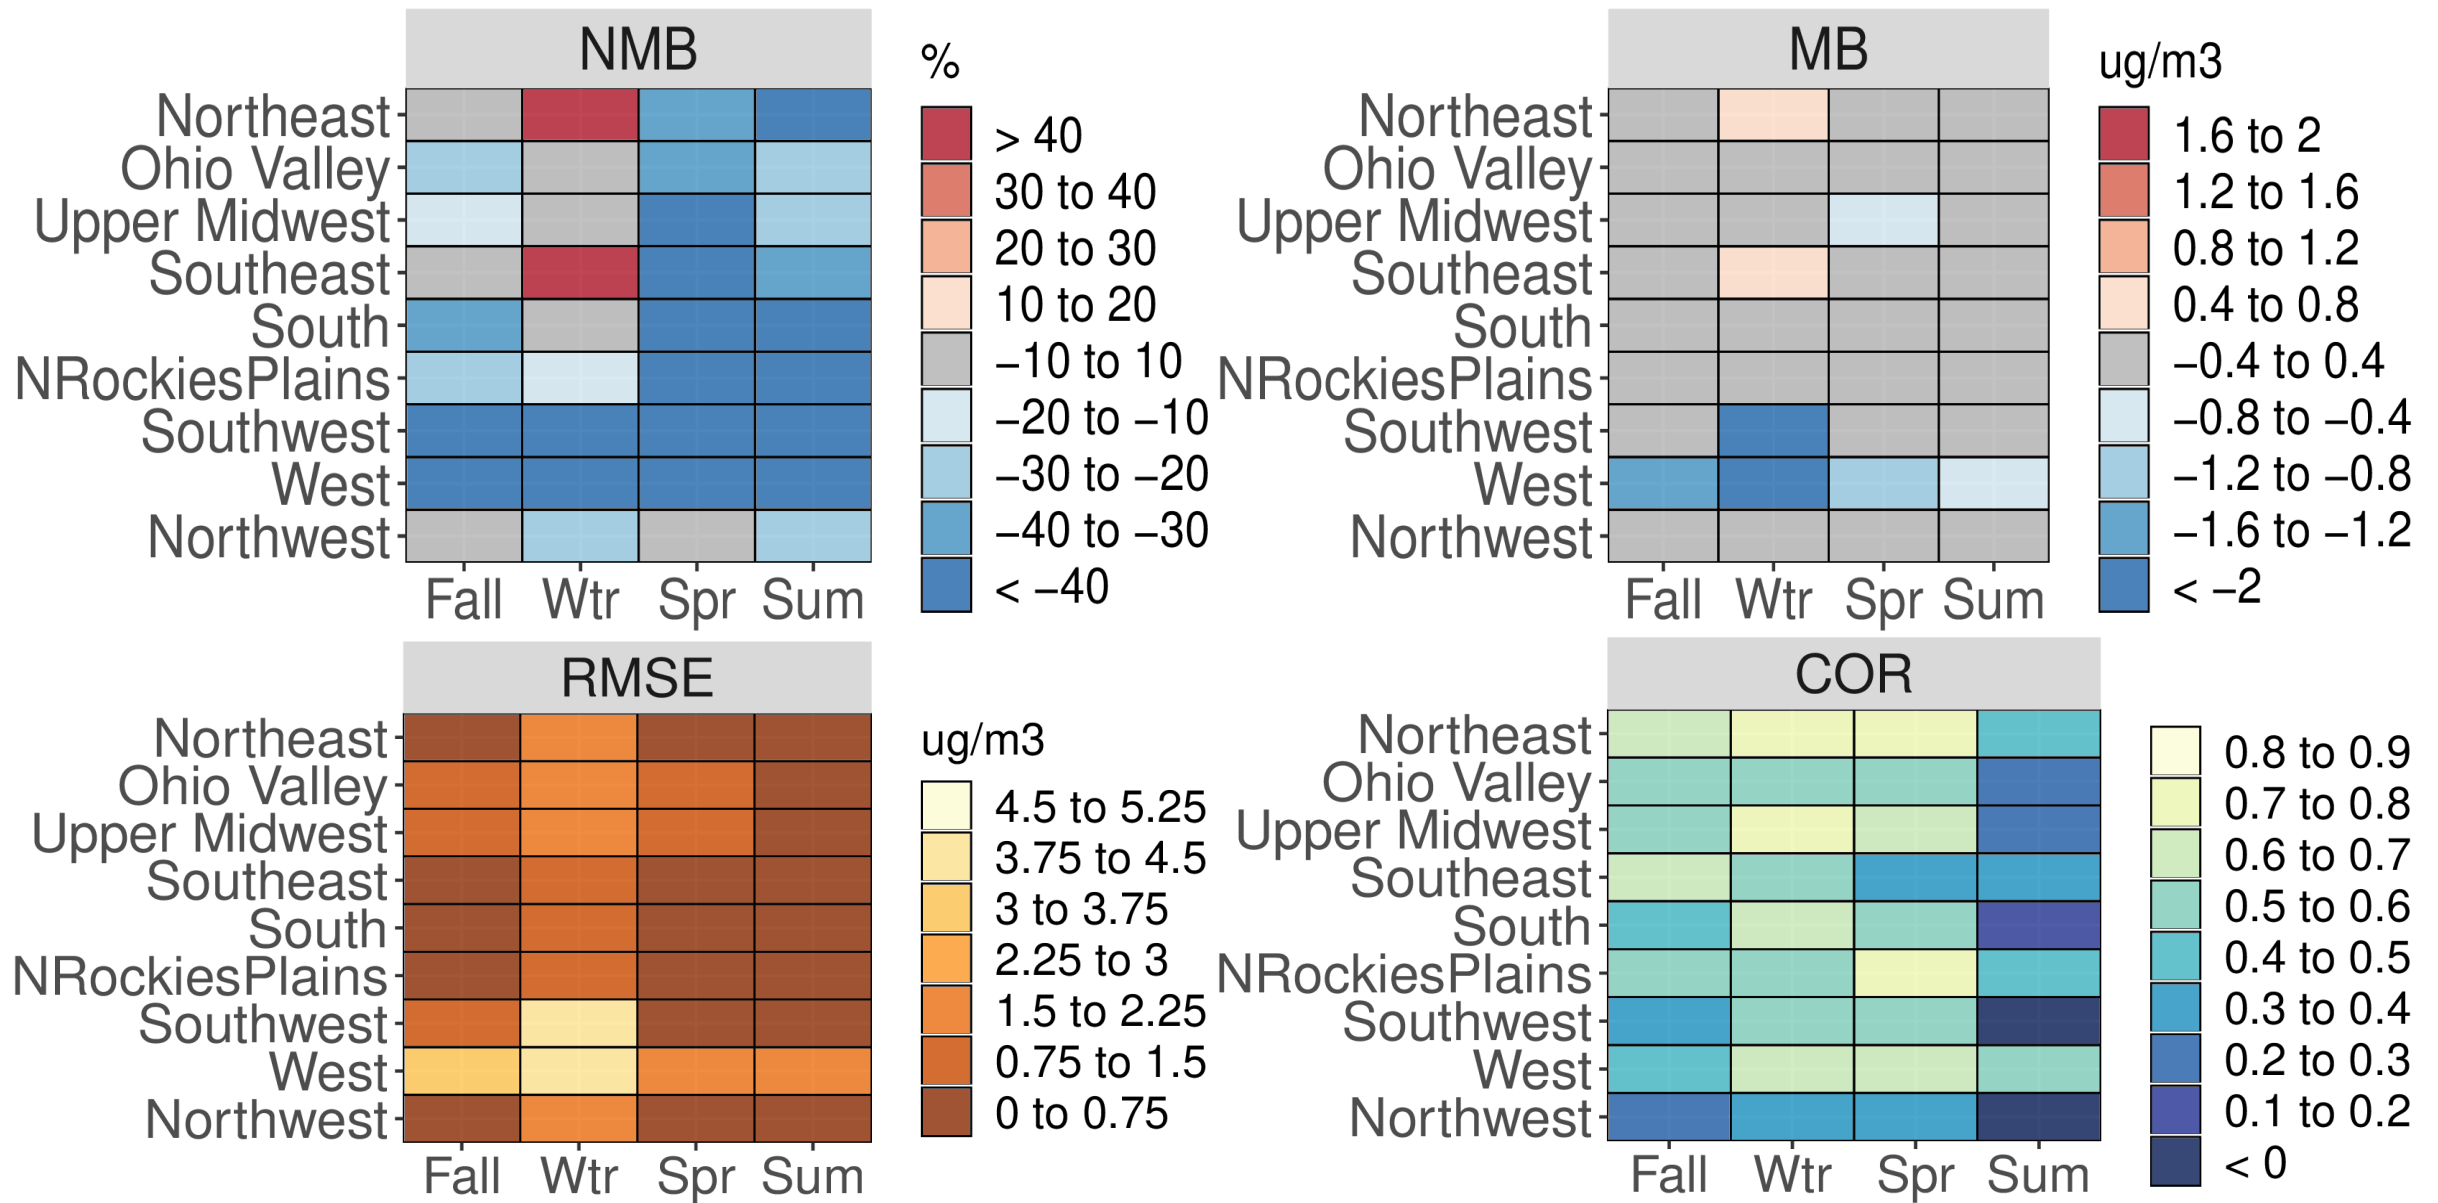 NMB
%
Northeast
Ohio Valley
Upper Midwest
Southeast
South
NRockiesPlains
Southwest
West
Northwest
Fall Wtr Spr Sum
> 40
30 to 40
20 to 30
10 to 20
−10 to 10
−20 to −10
−30 to −20
−40 to −30
< −40
MB
ug/m3
Northeast
Ohio Valley
Upper Midwest
Southeast
South
NRockiesPlains
Southwest
West
Northwest
Fall Wtr Spr Sum
1.6 to 2
1.2 to 1.6
0.8 to 1.2
0.4 to 0.8
−0.4 to 0.4
−0.8 to −0.4
−1.2 to −0.8
−1.6 to −1.2
< −2
RMSE
ug/m3
Northeast
Ohio Valley
Upper Midwest
Southeast
South
NRockiesPlains
Southwest
West
Northwest
Fall Wtr Spr Sum
4.5 to 5.25
3.75 to 4.5
3 to 3.75
2.25 to 3
1.5 to 2.25
0.75 to 1.5
0 to 0.75
COR
Northeast
Ohio Valley
Upper Midwest
Southeast
South
NRockiesPlains
Southwest
West
Northwest
Fall Wtr Spr Sum
0.8 to 0.9
0.7 to 0.8
0.6 to 0.7
0.5 to 0.6
0.4 to 0.5
0.3 to 0.4
0.2 to 0.3
0.1 to 0.2
< 0